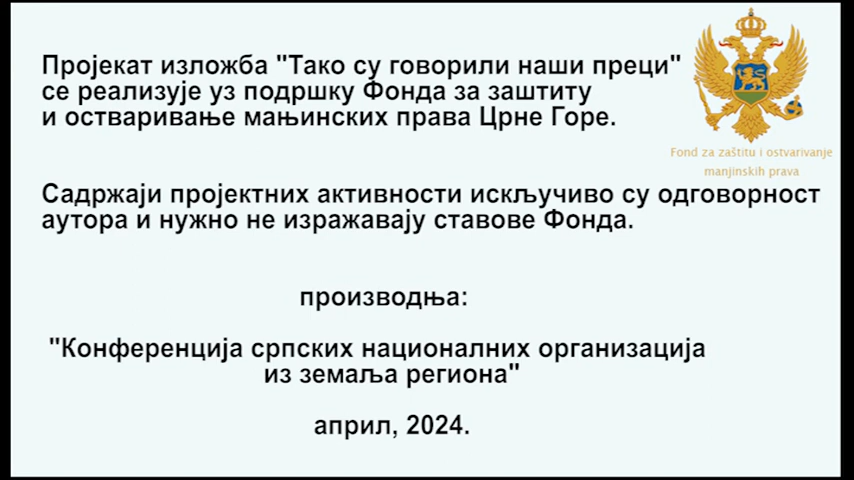 Пројекат изложба "Тако су говорили наши преци"
се реализује уз подршку Фонда за заштиту
и остваривање мањинских права Црне Горе.
Fond za zaštitu i ostvarivanje
manjinskih prava
Садржаји пројектних активности искључиво су одговорност
аутора и нужно не изражавају ставове Фонда.
производња:
"Конференција српских националних организација
из земаља региона"
април, 2024.